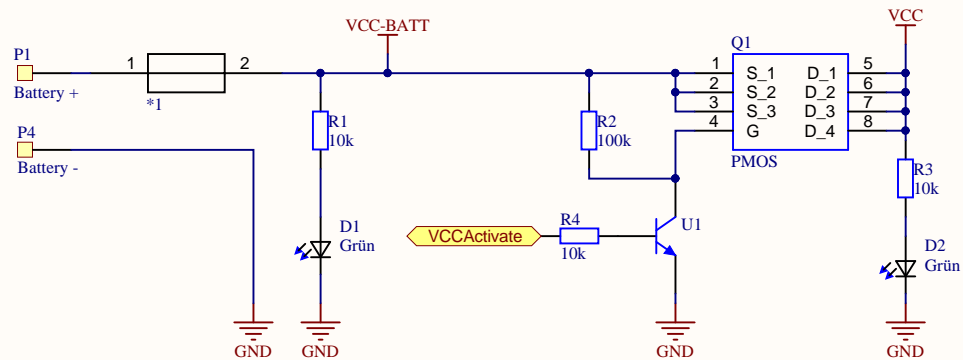 VCC-BATT
VCC
P1
1
2
Battery +
*1
Q1
1
S_1
D_1
5
2
S_2
D_2
6
3
S_3
D_3
7
4
G
D_4
8
PMOS
R1
10k
R2
100k
P4
Battery -
R3
10k
D1
Grün
VCCActivate
R4
10k
U1
D2
Grün
GND
GND
GND
GND